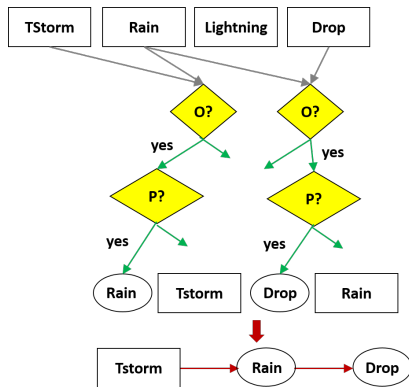 TStorm
Rain
Lightning
Drop
O?
O?
yes
yes
P?
P?
yes
yes
Rain
Tstorm
Drop
Rain
Tstorm
Rain
Drop